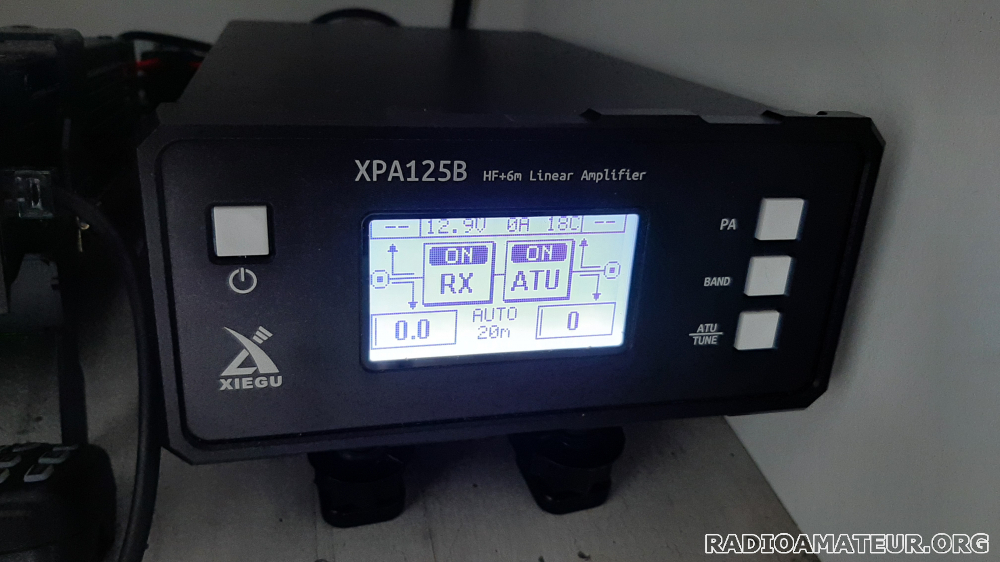 XPA125B HF+6m Linear Amplifier
-- 12.9V 0A 18C --
ON ON
RX ATU
0.0 AUTO 0
20m
XIEGU
PA
BAND
ATU
TUNE
RADIOAMATEUR.ORG